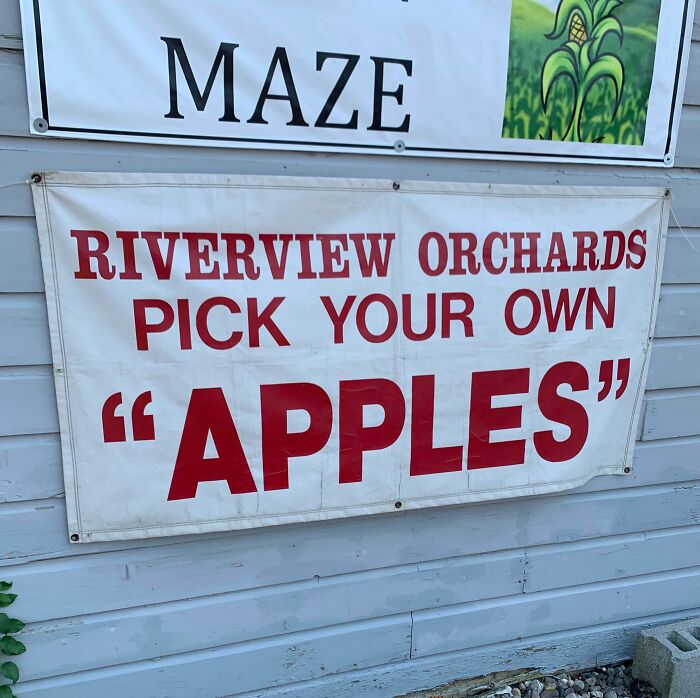 MAZE
RIVERVIEW ORCHARDS
PICK YOUR OWN
“APPLES”